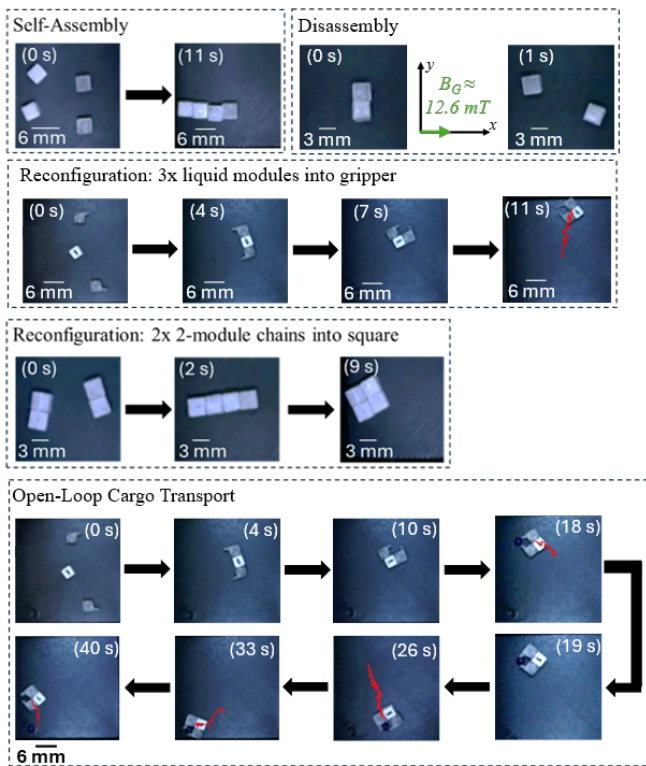 Self-Assembly
(0 s)
6 mm
(11 s)
6 mm
Disassembly
(0 s)
3 mm
y
B_G ≈
12.6 mT
x
(1 s)
3 mm
Reconfiguration: 3x liquid modules into gripper
(0 s)
6 mm
(4 s)
6 mm
(7 s)
6 mm
(11 s)
6 mm
Reconfiguration: 2x 2-module chains into square
(0 s)
3 mm
(2 s)
3 mm
(9 s)
3 mm
Open-Loop Cargo Transport
(0 s)
(4 s)
(10 s)
(18 s)
(40 s)
(33 s)
(26 s)
(19 s)
6 mm